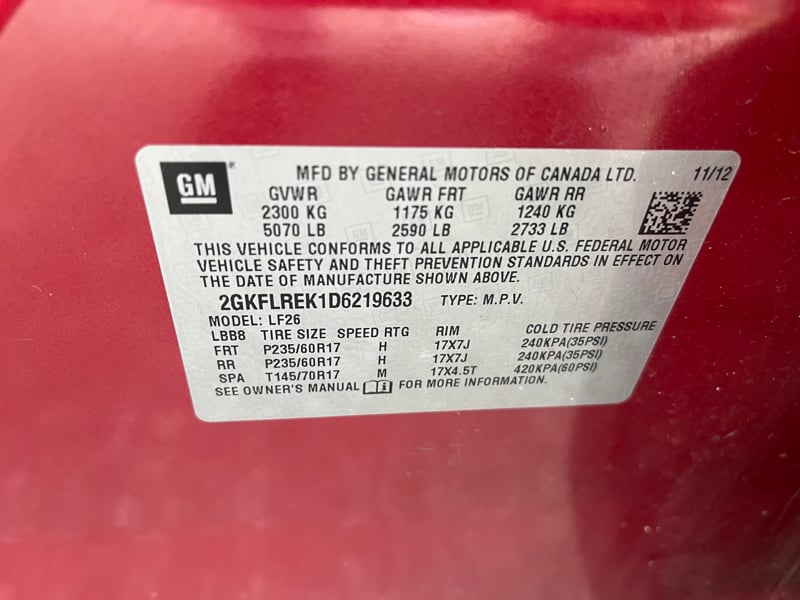 GM
MFD BY GENERAL MOTORS OF CANADA LTD. 11/12
GVWR GAWR FRT GAWR RR
2300 KG 1175 KG 1240 KG
5070 LB 2590 LB 2733 LB
THIS VEHICLE CONFORMS TO ALL APPLICABLE U.S. FEDERAL MOTOR
VEHICLE SAFETY AND THEFT PREVENTION STANDARDS IN EFFECT ON
THE DATE OF MANUFACTURE SHOWN ABOVE.
2GKFLREK1D6219633 TYPE: M.P.V.
MODEL: LF26
LBB8 TIRE SIZE SPEED RTG RIM COLD TIRE PRESSURE
FRT P235/60R17 H 17X7J 240KPA(35PSI)
RR P235/60R17 H 17X7J 240KPA(35PSI)
SPA T145/70R17 M 17X4.5T 420KPA(60PSI)
SEE OWNER'S MANUAL FOR MORE INFORMATION.